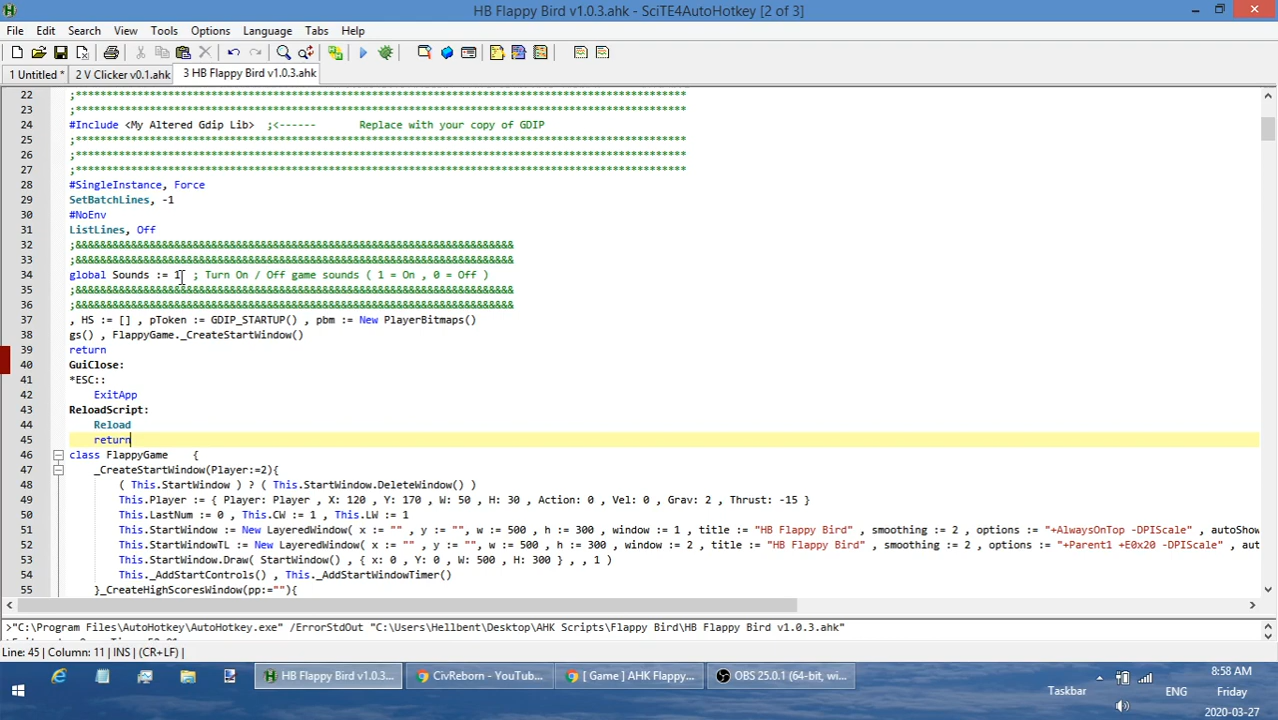 HB Flappy Bird v1.0.3.ahk - SciTE4AutoHotkey [2 of 3]
File Edit Search View Tools Options Language Tabs Help
1 Untitled * 2 V Clicker v0.1.ahk 3 HB Flappy Bird v1.0.3.ahk
22 ;****************************************************************************************************
23 ;****************************************************************************************************
24 #Include <My Altered Gdip Lib> ;<------ Replace with your copy of GDIP
25 ;****************************************************************************************************
26 ;****************************************************************************************************
27 ;****************************************************************************************************
28 #SingleInstance, Force
29 SetBatchLines, -1
30 #NoEnv
31 ListLines, Off
32 ;&&&&&&&&&&&&&&&&&&&&&&&&&&&&&&&&&&&&&&&&&&&&&&&&&&&&&&&&&&&&&&&&&&&&&&&
33 ;&&&&&&&&&&&&&&&&&&&&&&&&&&&&&&&&&&&&&&&&&&&&&&&&&&&&&&&&&&&&&&&&&&&&&&&
34 global Sounds := 1 ; Turn On / Off game sounds ( 1 = On , 0 = Off )
35 ;&&&&&&&&&&&&&&&&&&&&&&&&&&&&&&&&&&&&&&&&&&&&&&&&&&&&&&&&&&&&&&&&&&&&&&&
36 ;&&&&&&&&&&&&&&&&&&&&&&&&&&&&&&&&&&&&&&&&&&&&&&&&&&&&&&&&&&&&&&&&&&&&&&&
37 , HS := [] , pToken := GDIP_STARTUP() , pbm := New PlayerBitmaps()
38 gs() , FlappyGame._CreateStartWindow()
39 return
40 GuiClose:
41 *ESC::
42 ExitApp
43 ReloadScript:
44 Reload
45 return
46 class FlappyGame {
47 _CreateStartWindow(Player:=2){
48 ( This.StartWindow ) ? ( This.StartWindow.DeleteWindow() )
49 This.Player := { Player: Player , X: 120 , Y: 170 , W: 50 , H: 30 , Action: 0 , Vel: 0 , Grav: 2 , Thrust: -15 }
50 This.LastNum := 0 , This.CW := 1 , This.LW := 1
51 This.StartWindow := New LayeredWindow( x := "" , y := "", w := 500 , h := 300 , window := 1 , title := "HB Flappy Bird" , smoothing := 2 , options := "+AlwaysOnTop -DPIScale" , autoShow
52 This.StartWindowTL := New LayeredWindow( x := "" , y := "", w := 500 , h := 300 , window := 2 , title := "HB Flappy Bird" , smoothing := 2 , options := "+Parent1 +E0x20 -DPIScale" , aut
53 This.StartWindow.Draw( StartWindow() , { x: 0 , Y: 0 , W: 500 , H: 300 } , , 1 )
54 This._AddStartControls() , This._AddStartWindowTimer()
55 }_CreateHighScoresWindow(pp:=""){
>"C:\Program Files\AutoHotkey\AutoHotkey.exe" /ErrorStdOut "C:\Users\Hellbent\Desktop\AHK Scripts\Flappy Bird\HB Flappy Bird v1.0.3.ahk"
Line: 45 | Column: 11 | INS | (CR+LF) |
HB Flappy Bird v1.0.3... CivReborn - YouTub... [ Game ] AHK Flappy... OBS 25.0.1 (64-bit, wi...
Taskbar ENG 8:58 AM
Friday
2020-03-27